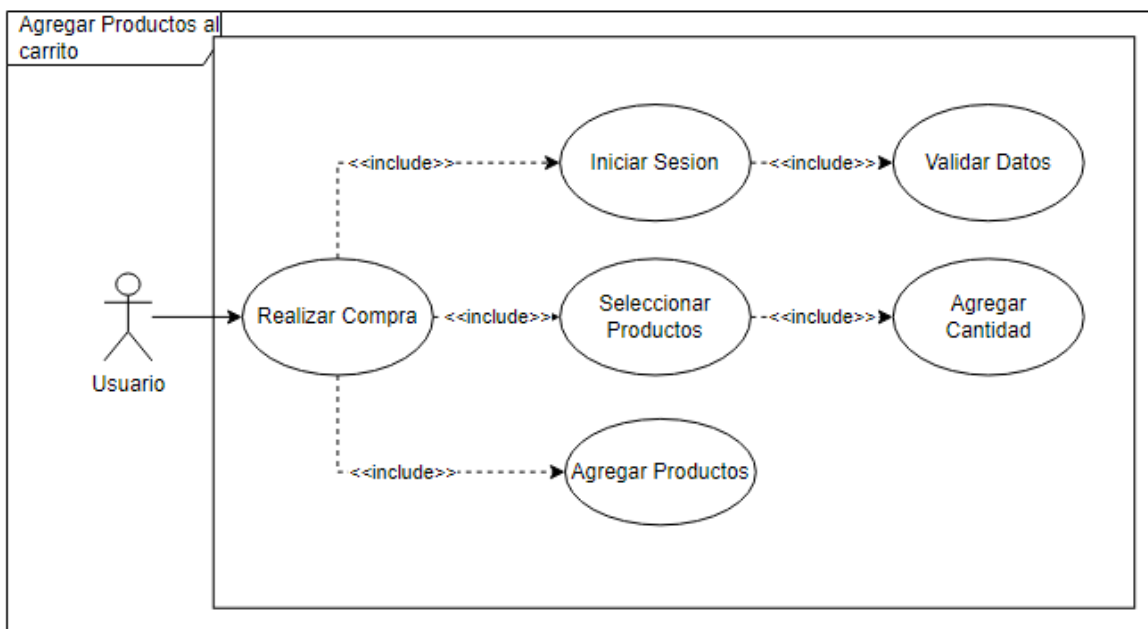 Agregar Productos al
carrito
<<include>>
Iniciar Sesion
<<include>>
Validar Datos
Realizar Compra
<<include>>
Seleccionar
Productos
<<include>>
Agregar
Cantidad
Usuario
<<include>>
Agregar Productos